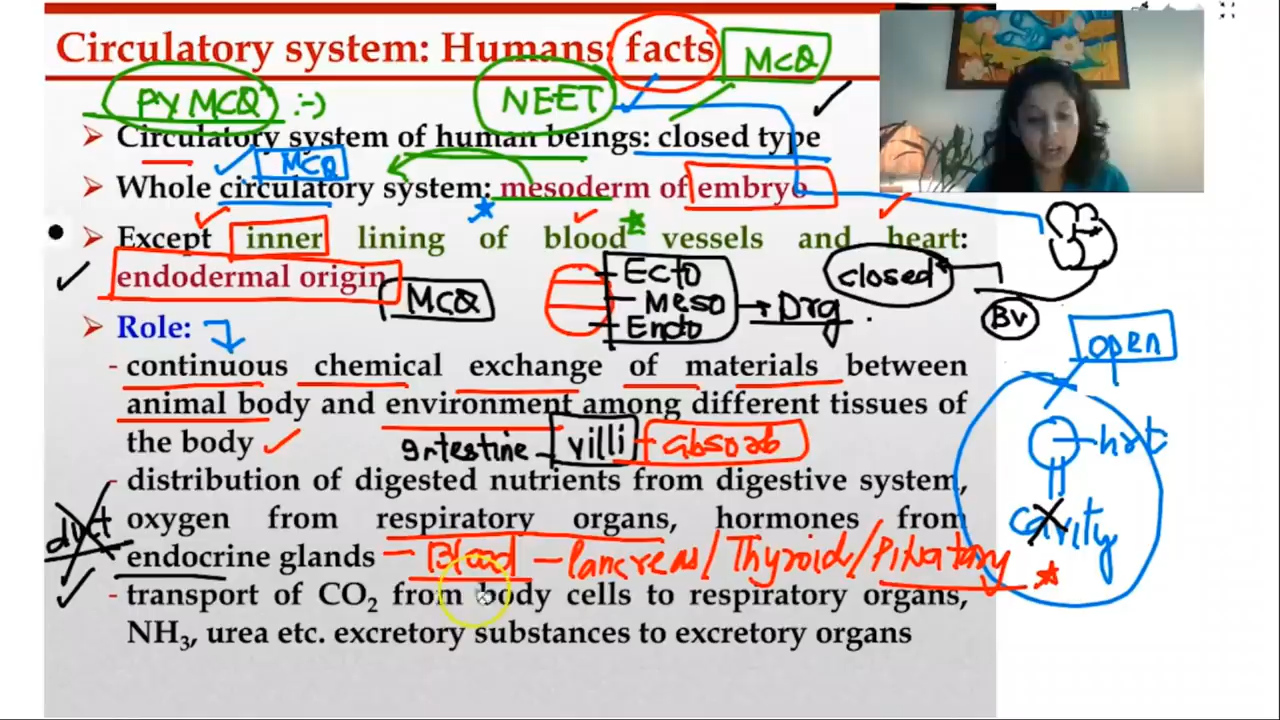 Circulatory system: Humans: facts MCQ
PY MCQ :-) NEET
➢ Circulatory system of human beings: closed type
MCQ
➢ Whole circulatory system: mesoderm of embryo
➢ Except inner lining of blood vessels and heart:
endodermal origin
MCQ
Ecto
Meso
Endo
closed
BV
➢ Role:
open
- continuous chemical exchange of materials between
animal body and environment among different tissues of
the body
intestine villi absorb
- distribution of digested nutrients from digestive system,
oxygen from respiratory organs, hormones from
duct
cavity
endocrine glands - Blood - Pancreas/Thyroid/Pituatary
- transport of CO₂ from body cells to respiratory organs,
NH₃, urea etc. excretory substances to excretory organs